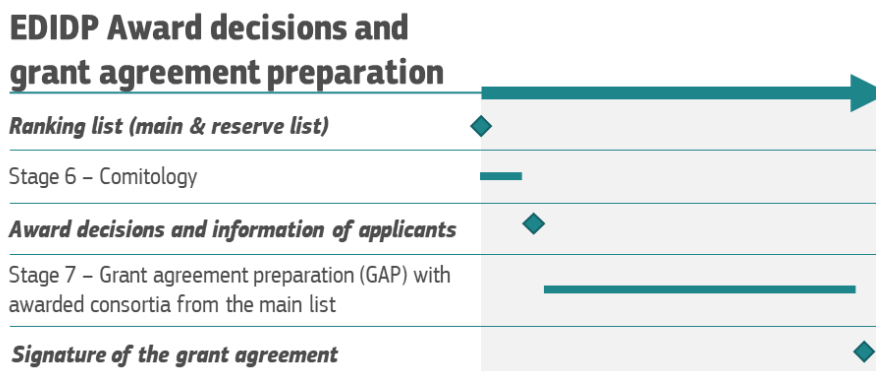 EDIDP Award decisions and
grant agreement preparation
Ranking list (main & reserve list)
Stage 6 – Comitology
Award decisions and information of applicants
Stage 7 – Grant agreement preparation (GAP) with
awarded consortia from the main list
Signature of the grant agreement